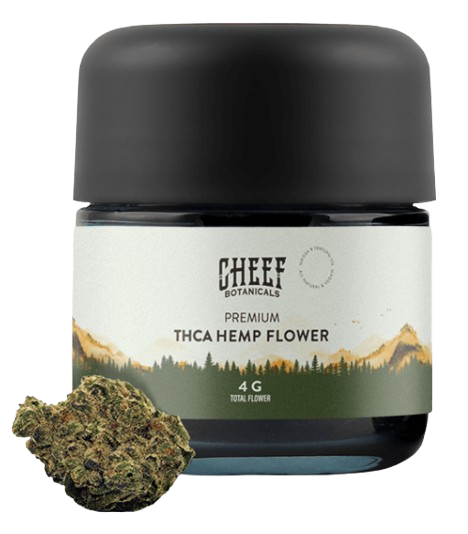 CHEEF
BOTANICALS
PREMIUM
THCA HEMP FLOWER
4 G
TOTAL FLOWER